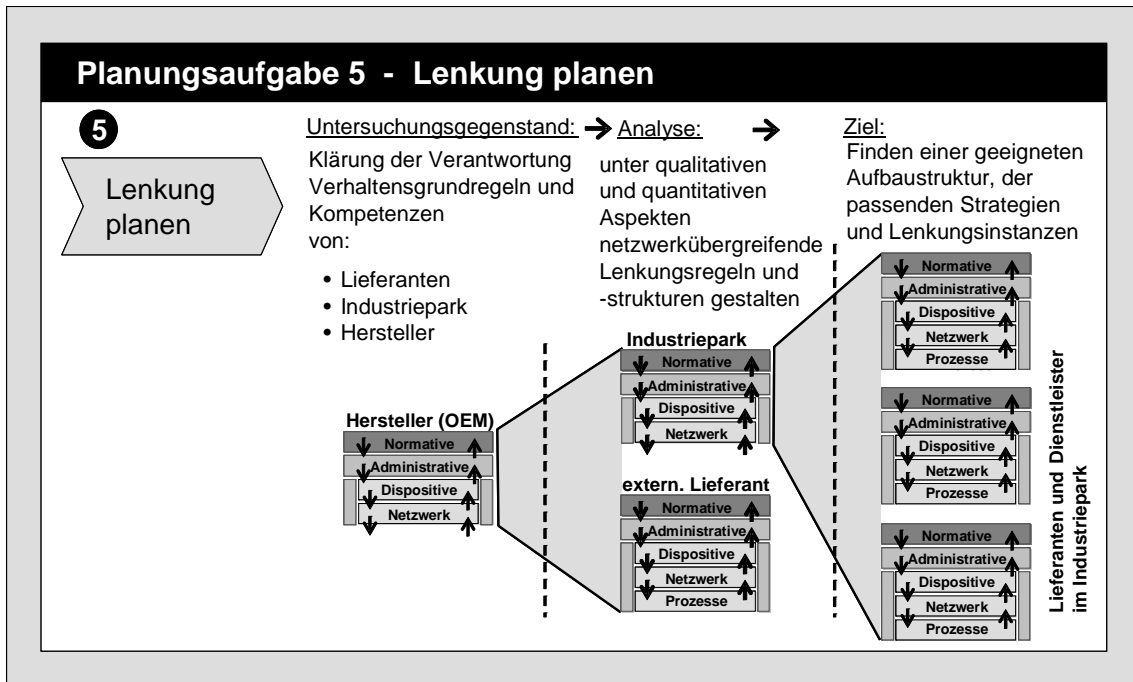 Planungsaufgabe 5 - Lenkung planen
5
Lenkung
planen
Untersuchungsgegenstand:
Klärung der Verantwortung
Verhaltensgrundregeln und
Kompetenzen
von:
• Lieferanten
• Industriepark
• Hersteller
Analyse:
unter qualitativen
und quantitativen
Aspekten
netzwerkübergreifende
Lenkungsregeln und
-strukturen gestalten
Ziel:
Finden einer geeigneten
Aufbaustruktur, der
passenden Strategien
und Lenkungsinstanzen
Hersteller (OEM)
Normative
Administrative
Dispositive
Netzwerk
Industriepark
Normative
Administrative
Dispositive
Netzwerk
extern. Lieferant
Normative
Administrative
Dispositive
Netzwerk
Prozesse
Normative
Administrative
Dispositive
Netzwerk
Prozesse
Normative
Administrative
Dispositive
Netzwerk
Prozesse
Normative
Administrative
Dispositive
Netzwerk
Prozesse
Lieferanten und Dienstleister
im Industriepark